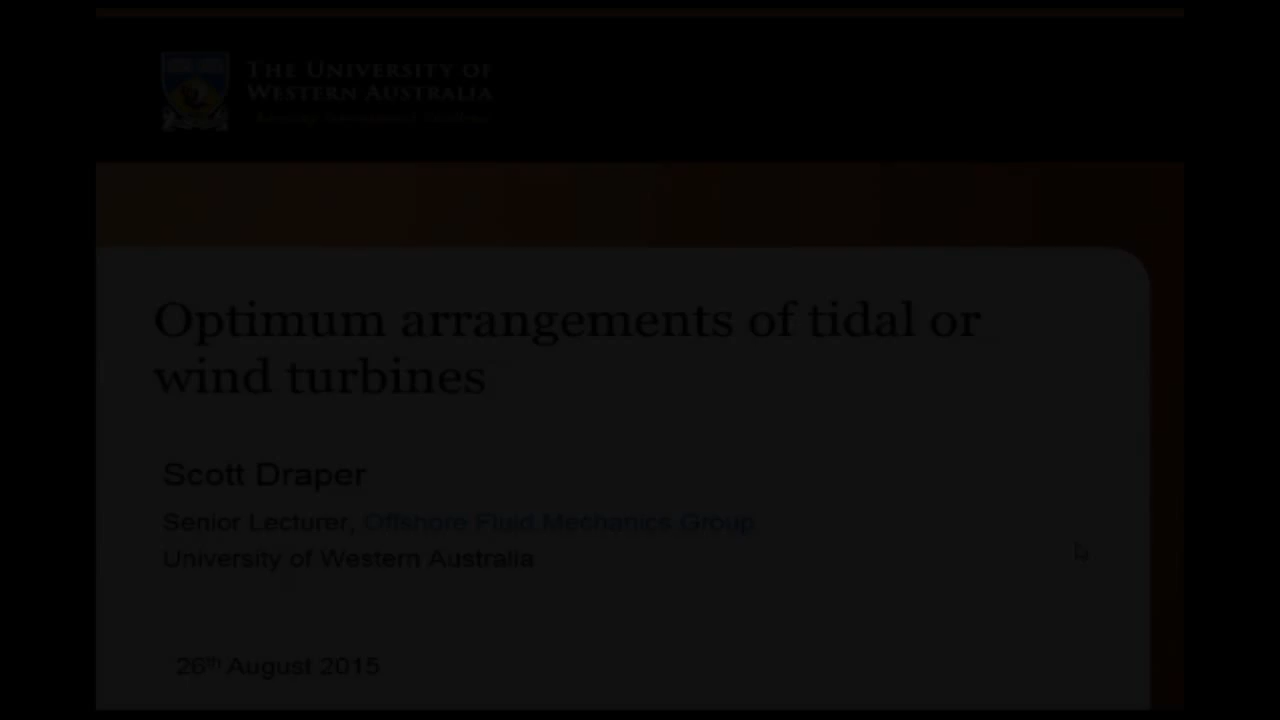 THE UNIVERSITY OF
WESTERN AUSTRALIA
Optimum arrangements of tidal or
wind turbines
Scott Draper
Senior Lecturer, Offshore Fluid Mechanics Group
University of Western Australia
26th August 2015